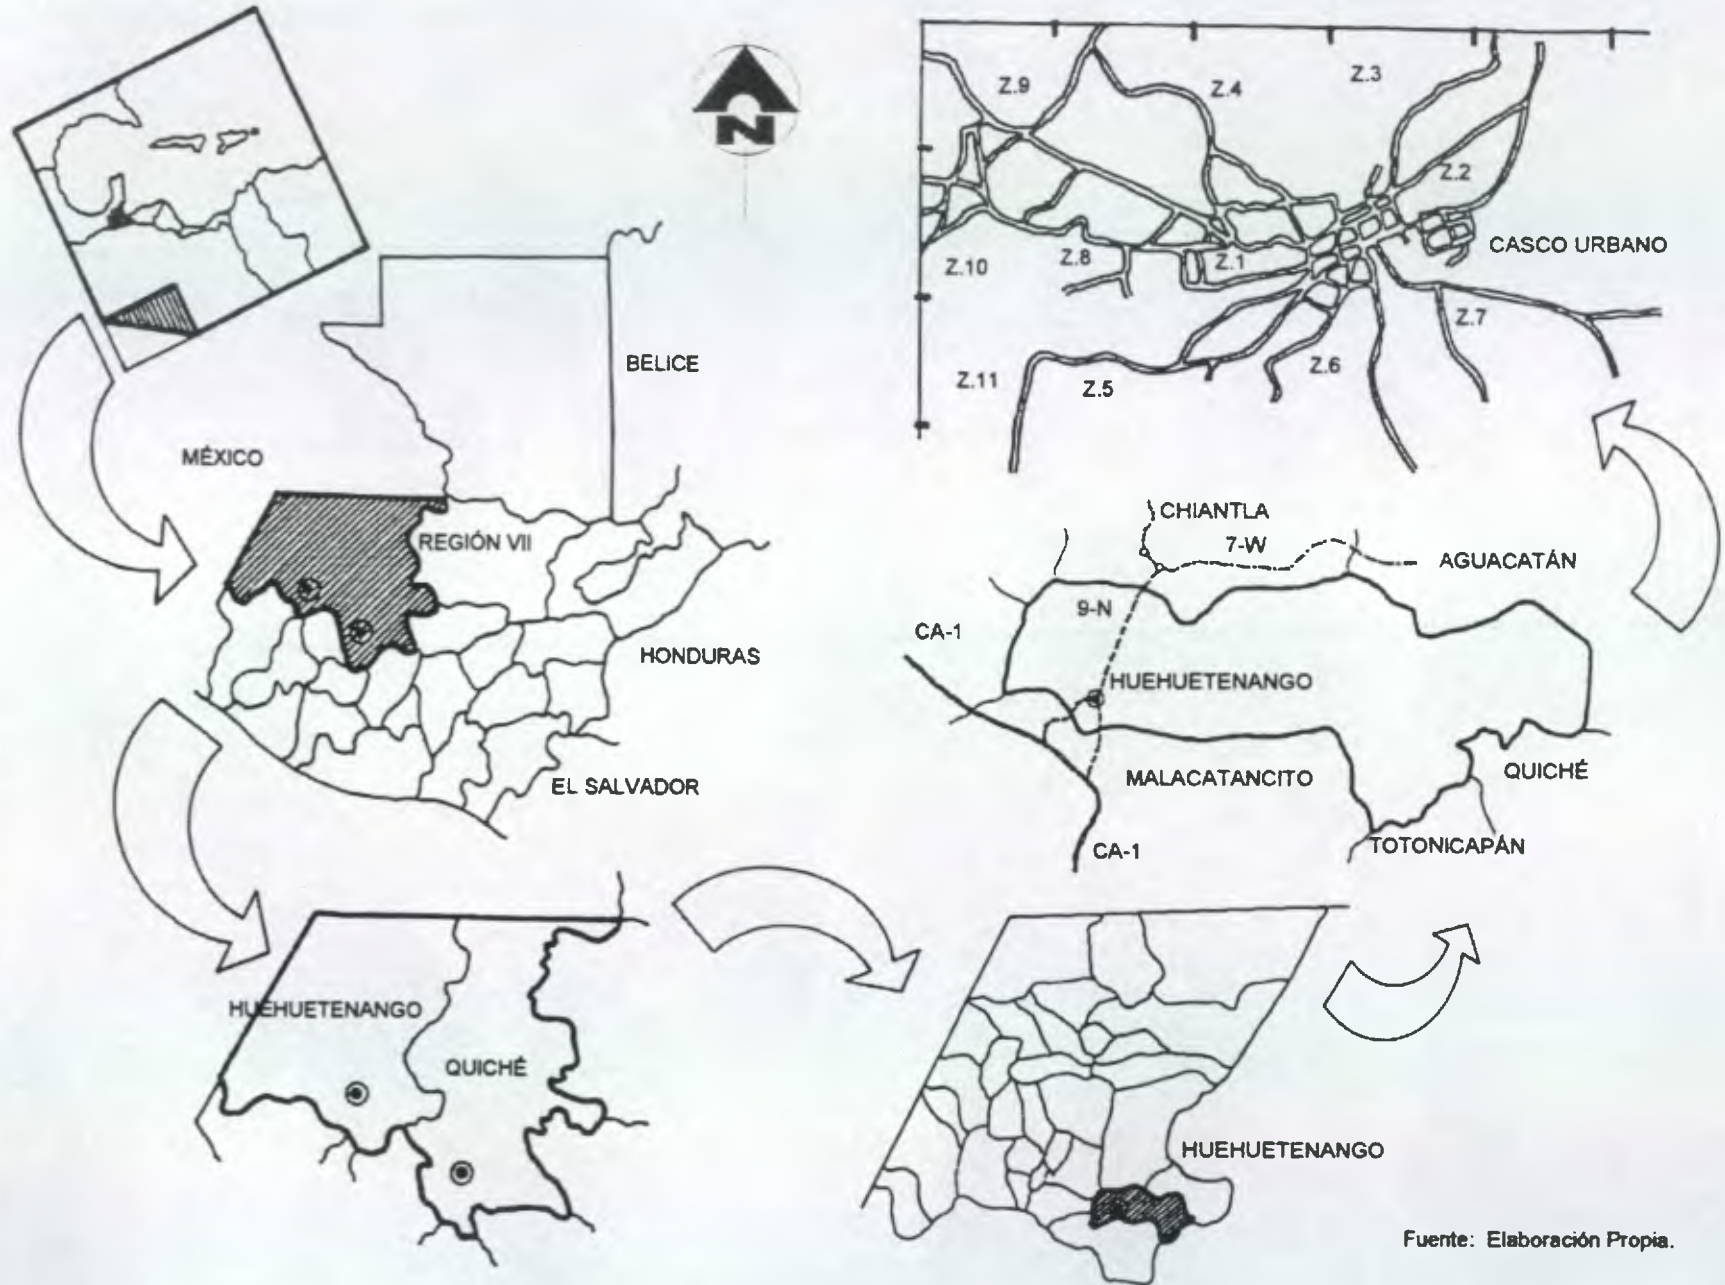 N
BELICE
MÉXICO
REGIÓN VII
HONDURAS
EL SALVADOR
HUEHUETENANGO
QUICHÉ
HUEHUETENANGO
CHIANTLA
7-W
AGUACATÁN
9-N
CA-1
HUEHUETENANGO
MALACATANCITO
QUICHÉ
CA-1
TOTONICAPÁN
Z.9
Z.4
Z.3
Z.2
CASCO URBANO
Z.10
Z.8
Z.1
Z.7
Z.11
Z.5
Z.6
Fuente: Elaboración Propia.